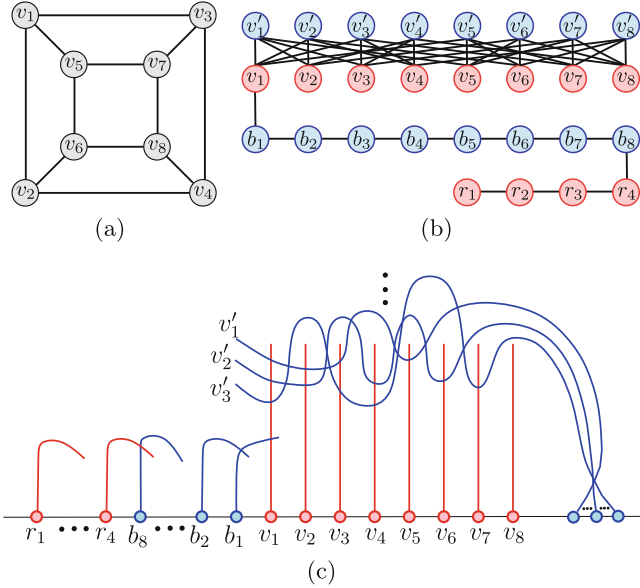 v₁ v₃
v₅ v₇
v₆ v₈
v₂ v₄
(a)
v′₁ v′₂ v′₃ v′₄ v′₅ v′₆ v′₇ v′₈
v₁ v₂ v₃ v₄ v₅ v₆ v₇ v₈
b₁ b₂ b₃ b₄ b₅ b₆ b₇ b₈
r₁ r₂ r₃ r₄
(b)
v′₁
v′₂
v′₃
r₁ ••• r₄ b₈ ••• b₂ b₁ v₁ v₂ v₃ v₄ v₅ v₆ v₇ v₈
(c)